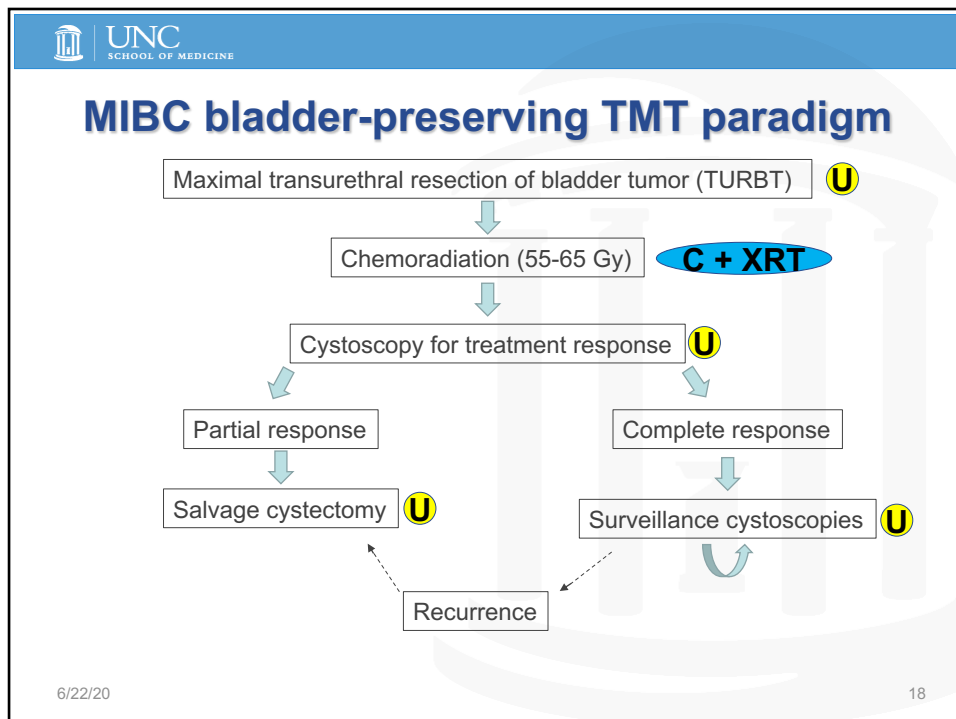 UNC
SCHOOL OF MEDICINE
MIBC bladder-preserving TMT paradigm
Maximal transurethral resection of bladder tumor (TURBT)
U
Chemoradiation (55-65 Gy)
C + XRT
Cystoscopy for treatment response
U
Partial response
Complete response
Salvage cystectomy
U
Surveillance cystoscopies
U
Recurrence
6/22/20
18